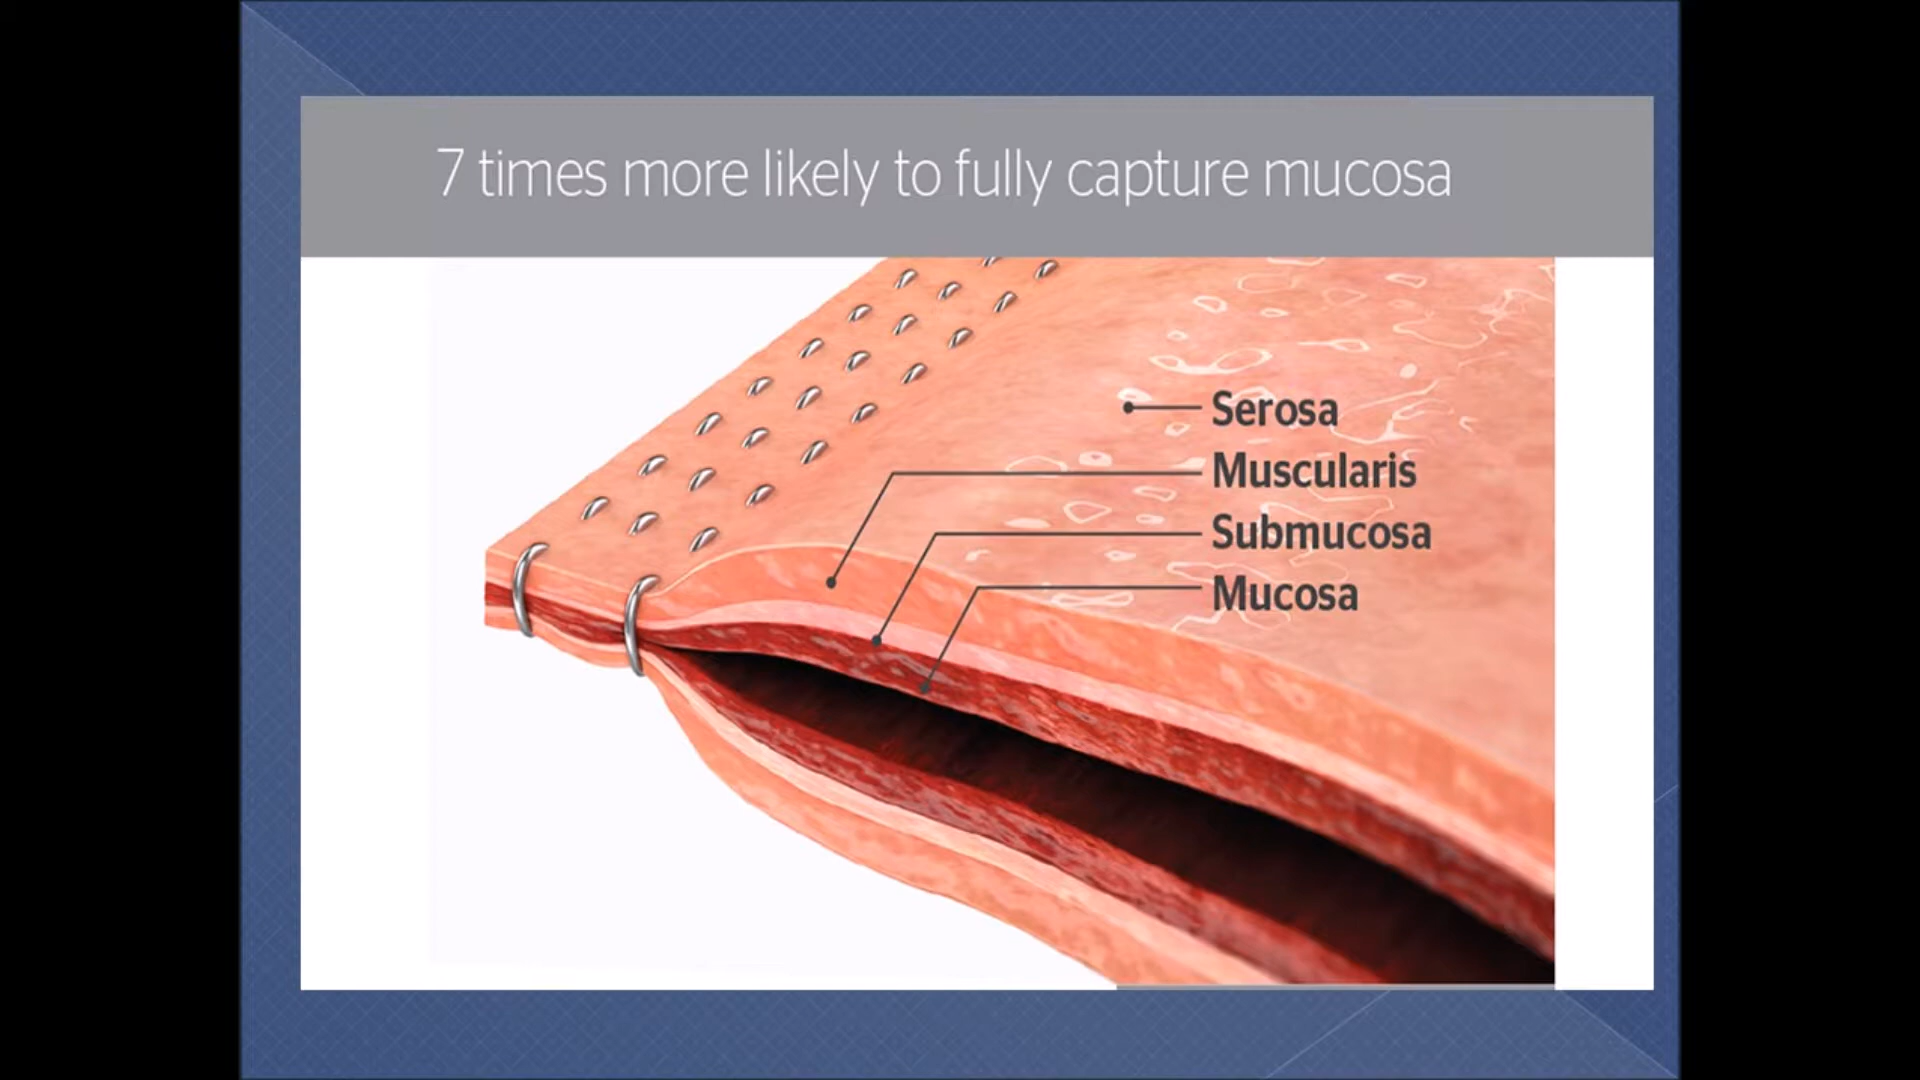 7 times more likely to fully capture mucosa
Serosa
Muscularis
Submucosa
Mucosa